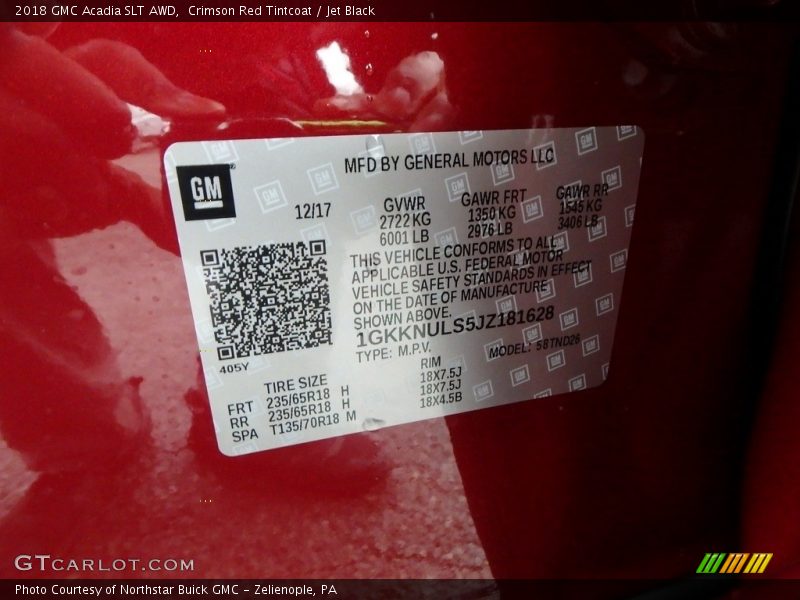 2018 GMC Acadia SLT AWD,  Crimson Red Tintcoat / Jet Black
MFD BY GENERAL MOTORS LLC
GM
12/17
GVWR GAWR FRT GAWR RR
2722 KG 1350 KG 1545 KG
6001 LB 2976 LB 3406 LB
THIS VEHICLE CONFORMS TO ALL
APPLICABLE U.S. FEDERAL MOTOR
VEHICLE SAFETY STANDARDS IN EFFECT
ON THE DATE OF MANUFACTURE
SHOWN ABOVE.
1GKKNULS5JZ181628
TYPE: M.P.V. MODEL: 58TND26
405Y
TIRE SIZE RIM
FRT 235/65R18 H 18X7.5J
RR 235/65R18 H 18X7.5J
SPA T135/70R18 M 18X4.5B
GTCARLOT.COM
Photo Courtesy of Northstar Buick GMC - Zelienople, PA